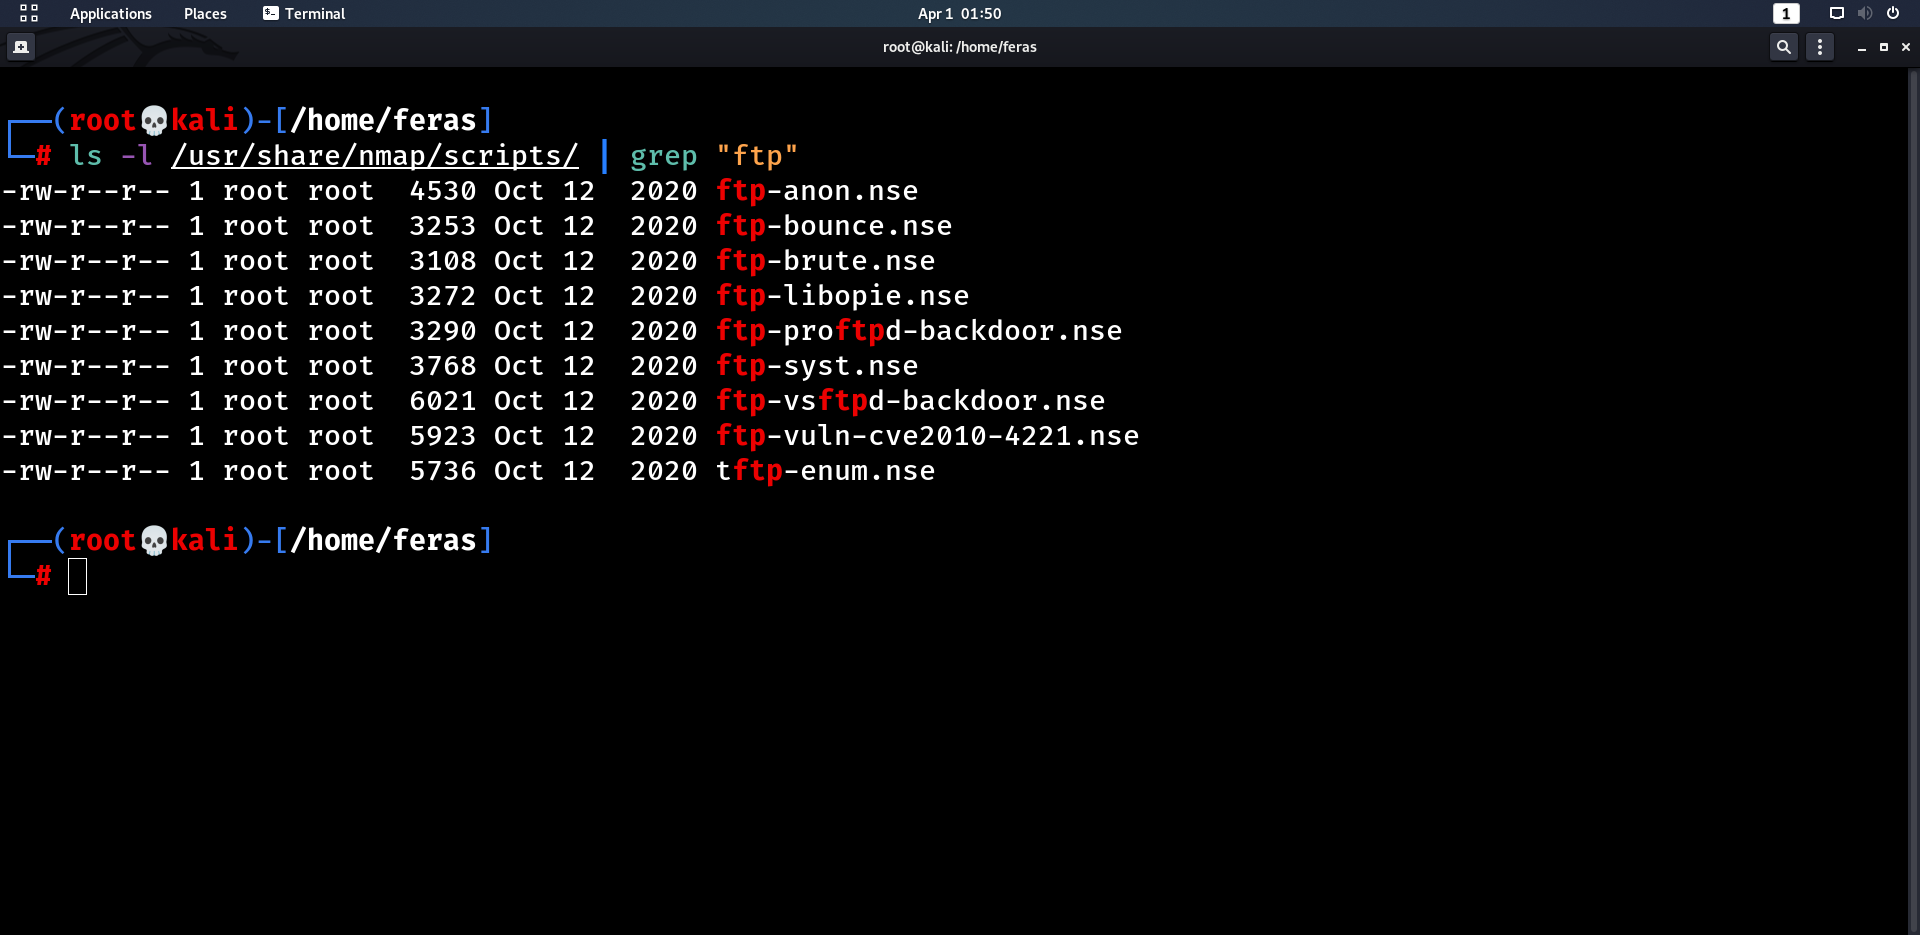 Applications Places Terminal Apr 1 01:50 1
root@kali: /home/feras
(root💀kali)-[/home/feras]
# ls -l /usr/share/nmap/scripts/ | grep "ftp"
-rw-r--r-- 1 root root 4530 Oct 12 2020 ftp-anon.nse
-rw-r--r-- 1 root root 3253 Oct 12 2020 ftp-bounce.nse
-rw-r--r-- 1 root root 3108 Oct 12 2020 ftp-brute.nse
-rw-r--r-- 1 root root 3272 Oct 12 2020 ftp-libopie.nse
-rw-r--r-- 1 root root 3290 Oct 12 2020 ftp-proftpd-backdoor.nse
-rw-r--r-- 1 root root 3768 Oct 12 2020 ftp-syst.nse
-rw-r--r-- 1 root root 6021 Oct 12 2020 ftp-vsftpd-backdoor.nse
-rw-r--r-- 1 root root 5923 Oct 12 2020 ftp-vuln-cve2010-4221.nse
-rw-r--r-- 1 root root 5736 Oct 12 2020 tftp-enum.nse
(root💀kali)-[/home/feras]
#